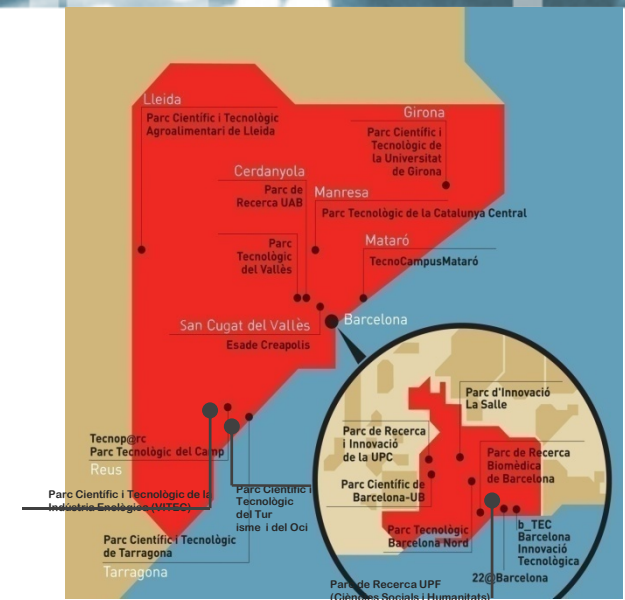 Lleida
Parc Científic i Tecnològic
Agroalimentari de Lleida
Girona
Parc Científic i
Tecnològic de
la Universitat
de Girona
Cerdanyola
Parc de
Recerca UAB
Manresa
Parc Tecnològic de la Catalunya Central
Parc
Tecnològic
del Vallès
Mataró
TecnoCampusMataró
San Cugat del Vallès
Esade Creapolis
Barcelona
Tecnop@rc
Parc Tecnològic del Camp
Reus
Parc Científic i Tecnològic de la
Indústria Enològica (VITEC)
Parc Científic i
Tecnològic
del Tur
isme i del Oci
Parc Científic i Tecnològic
de Tarragona
Tarragona
Parc d'Innovació
La Salle
Parc de Recerca
i Innovació
de la UPC
Parc de Recerca
Biomèdica
de Barcelona
Parc Científic de
Barcelona-UB
Parc Tecnològic
Barcelona Nord
b_TEC
Barcelona
Innovació
Tecnològica
22@Barcelona
Parc de Recerca UPF
(Ciències Socials i Humanitats)